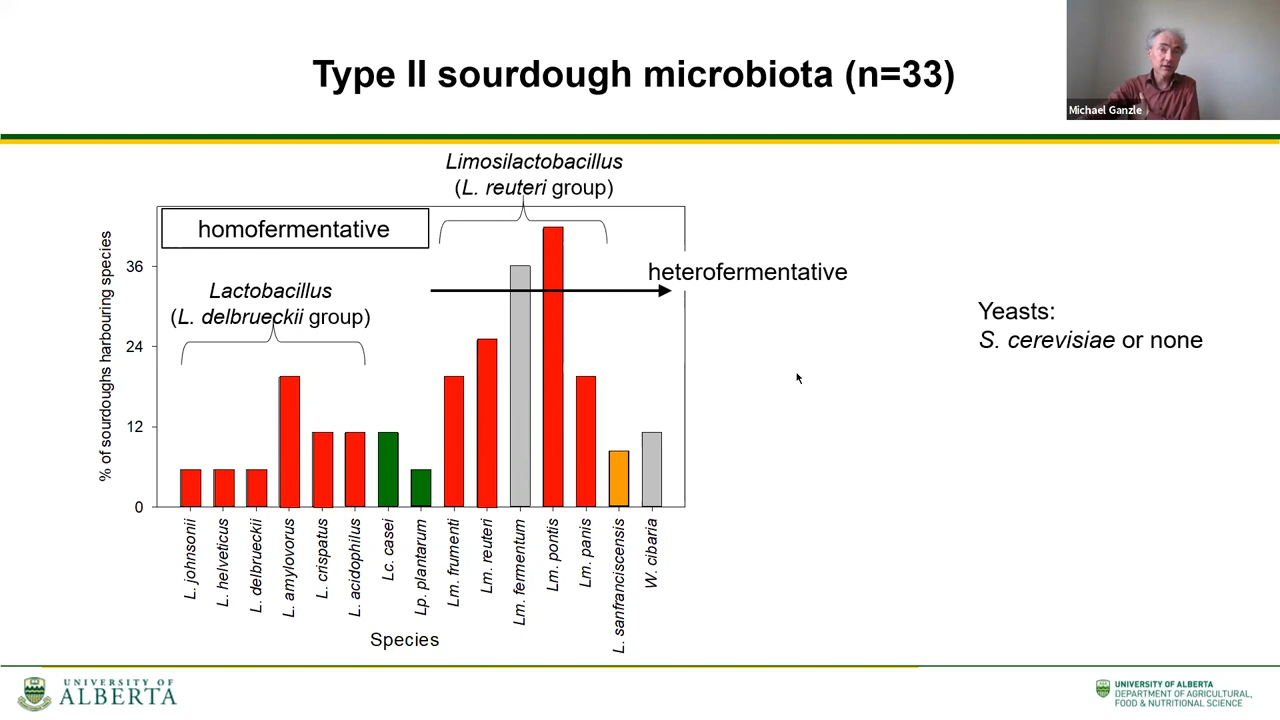 Type II sourdough microbiota (n=33)
Michael Ganzle
Limosilactobacillus
(L. reuteri group)
homofermentative
heterofermentative
Lactobacillus
(L. delbrueckii group)
Yeasts:
S. cerevisiae or none
% of sourdoughs harbouring species
36
24
12
0
L. johnsonii
L. helveticus
L. delbrueckii
L. amylovorus
L. crispatus
L. acidophilus
Lc. casei
Lp. plantarum
Lm. frumenti
Lm. reuteri
Lm. fermentum
Lm. pontis
Lm. panis
L. sanfranciscensis
W. cibaria
Species
UNIVERSITY OF
ALBERTA
UNIVERSITY OF ALBERTA
DEPARTMENT OF AGRICULTURAL,
FOOD & NUTRITIONAL SCIENCE